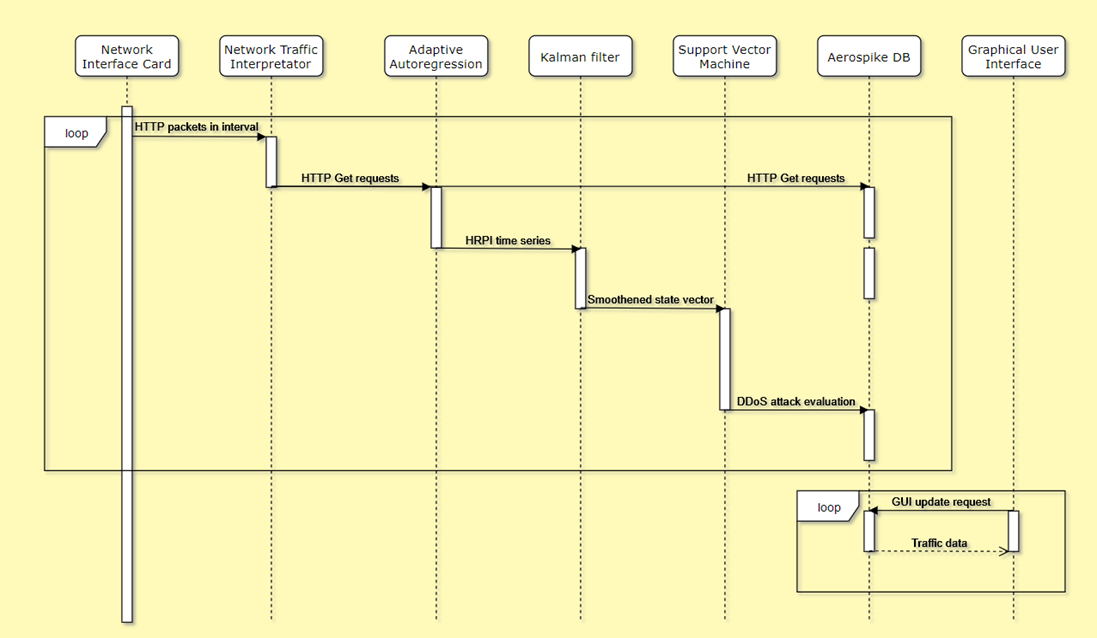 Network
Interface Card
Network Traffic
Interpretator
Adaptive
Autoregression
Kalman filter
Support Vector
Machine
Aerospike DB
Graphical User
Interface
loop
HTTP packets in interval
HTTP Get requests
HTTP Get requests
HRPI time series
Smoothened state vector
DDoS attack evaluation
loop
GUI update request
Traffic data